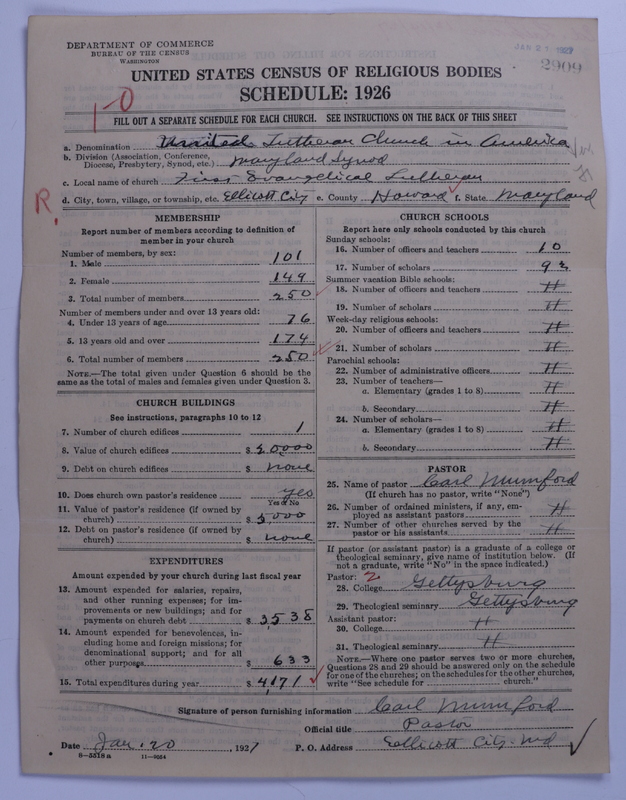 DEPARTMENT OF COMMERCE
BUREAU OF THE CENSUS
WASHINGTON
JAN 21 1927
2909
UNITED STATES CENSUS OF RELIGIOUS BODIES
SCHEDULE: 1926
1-0
FILL OUT A SEPARATE SCHEDULE FOR EACH CHURCH. SEE INSTRUCTIONS ON THE BACK OF THIS SHEET
a. Denomination United Lutheran Church in America
b. Division (Association, Conference, Diocese, Presbytery, Synod, etc.) Maryland Synod
c. Local name of church First Evangelical Lutheran
R. d. City, town, village, or township, etc. Ellicott City e. County Howard f. State Maryland
MEMBERSHIP
Report number of members according to definition of
member in your church
Number of members, by sex:
1. Male 101
2. Female 149
3. Total number of members 250
Number of members under and over 13 years old:
4. Under 13 years of age 76
5. 13 years old and over 174
6. Total number of members 250
NOTE.—The total given under Question 6 should be the
same as the total of males and females given under Question 3.
CHURCH BUILDINGS
See instructions, paragraphs 10 to 12
7. Number of church edifices 1
8. Value of church edifices $ 20000
9. Debt on church edifices $ none
10. Does church own pastor's residence yes
Yes or No
11. Value of pastor's residence (if owned by
church) $ 5000
12. Debt on pastor's residence (if owned by
church) $ none
EXPENDITURES
Amount expended by your church during last fiscal year
13. Amount expended for salaries, repairs,
and other running expenses; for im-
provements or new buildings; and for
payments on church debt $ 3538
14. Amount expended for benevolences, in-
cluding home and foreign missions; for
denominational support; and for all
other purposes $ 633
15. Total expenditures during year $ 4171
CHURCH SCHOOLS
Report here only schools conducted by this church
Sunday schools:
16. Number of officers and teachers 10
17. Number of scholars
Summer vacation Bible schools:
18. Number of officers and teachers
19. Number of scholars
Week-day religious schools:
20. Number of officers and teachers
21. Number of scholars
Parochial schools:
22. Number of administrative officers
23. Number of teachers—
a. Elementary (grades 1 to 8)
b. Secondary
24. Number of scholars—
a. Elementary (grades 1 to 8)
b. Secondary
PASTOR
25. Name of pastor Carl Mumford
(If church has no pastor, write "None")
26. Number of ordained ministers, if any, em-
ployed as assistant pastors
27. Number of other churches served by the
pastor or his assistants
If pastor (or assistant pastor) is a graduate of a college or
theological seminary, give name of institution below. (If
not a graduate, write "No" in the space indicated.)
Pastor: 2
28. College Gettysburg
29. Theological seminary Gettysburg
Assistant pastor:
30. College
31. Theological seminary
NOTE.—Where one pastor serves two or more churches,
Questions 28 and 29 should be answered only on the schedule
for one of the churches; on the schedules for the other churches,
write "See schedule for church."
Signature of person furnishing information Carl Mumford
Official title Pastor
Date Jan 20, 1927 P. O. Address Ellicott City Md
8-5518a 11-9054